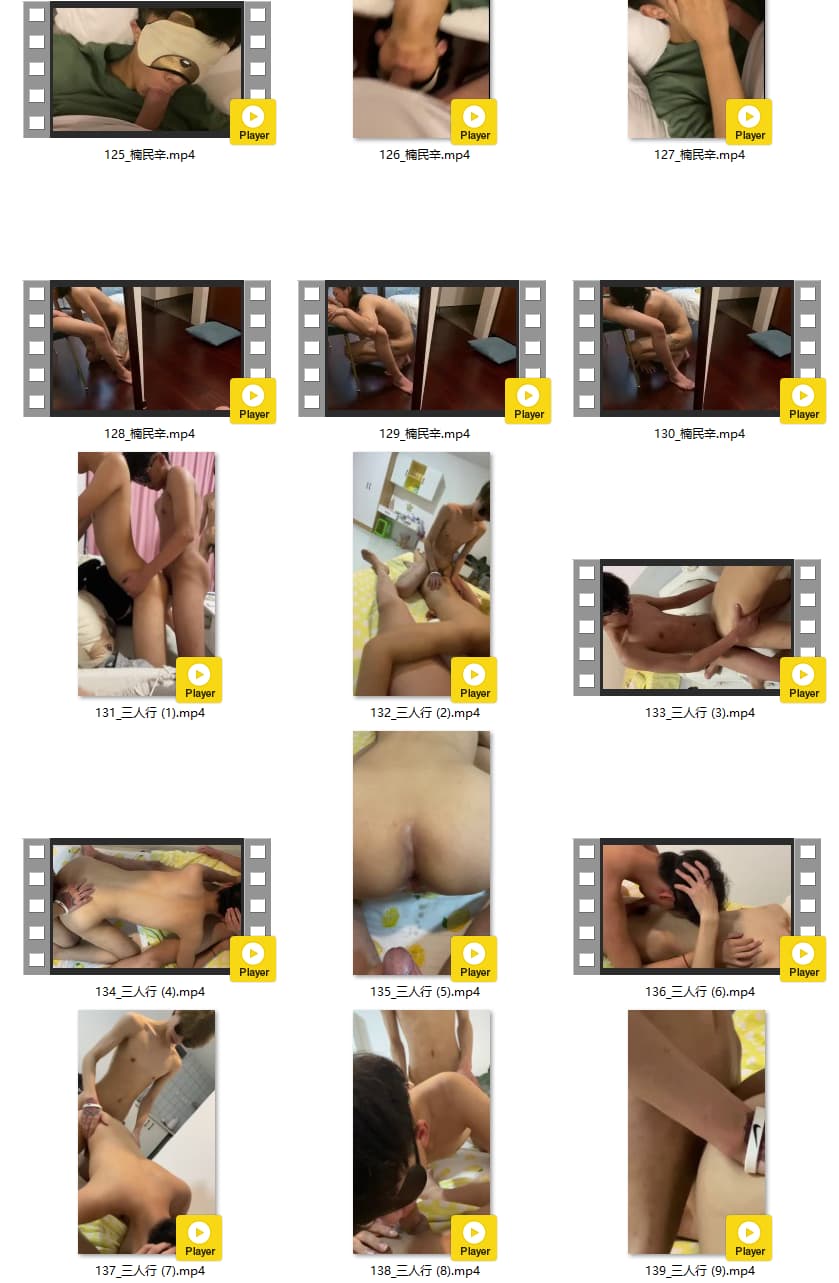 Player
Player
Player
125_楠民辛.mp4
126_楠民辛.mp4
127_楠民辛.mp4
Player
Player
Player
128_楠民辛.mp4
129_楠民辛.mp4
130_楠民辛.mp4
Player
Player
Player
131_三人行 (1).mp4
132_三人行 (2).mp4
133_三人行 (3).mp4
Player
Player
Player
134_三人行 (4).mp4
135_三人行 (5).mp4
136_三人行 (6).mp4
Player
Player
Player
137_三人行 (7).mp4
138_三人行 (8).mp4
139_三人行 (9).mp4